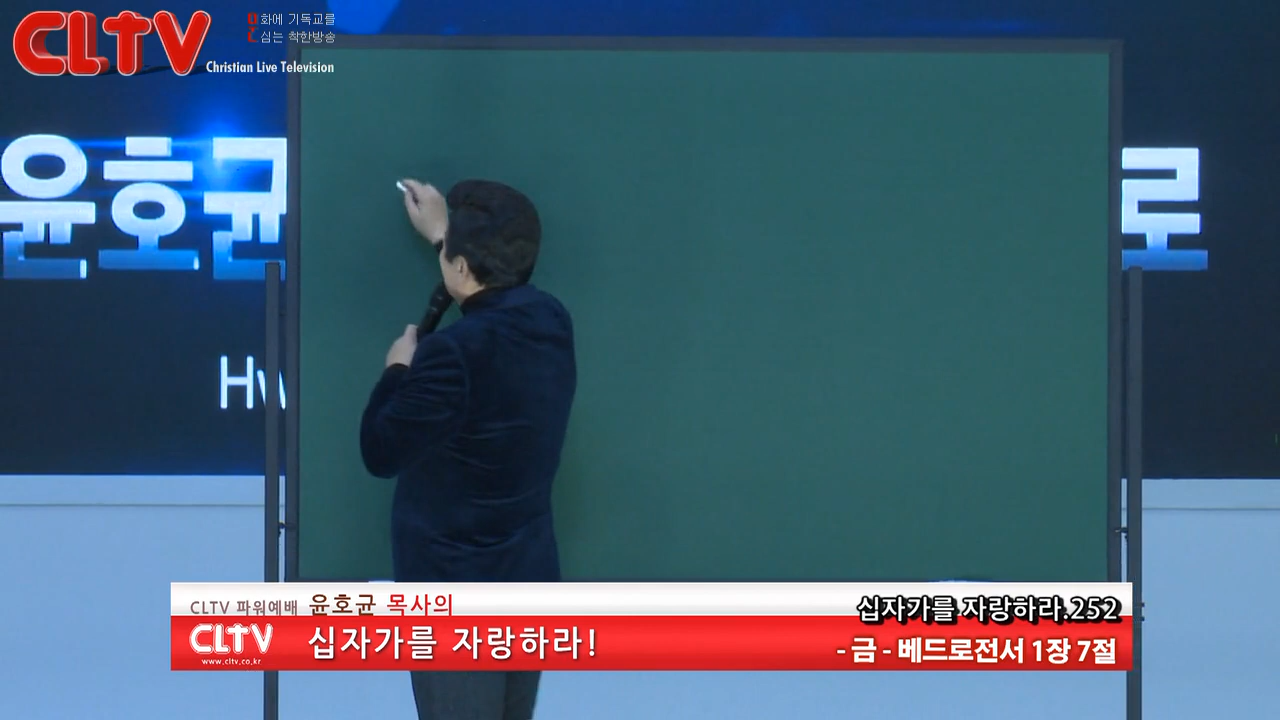 CLTV
문화에 기독교를
심는 착한방송
Christian Live Television
윤호균
로
Hw
CLTV 파워예배 윤호균 목사의
십자가를 자랑하라.252
CLTV
www.cltv.co.kr
십자가를 자랑하라!
- 금 - 베드로전서 1장 7절